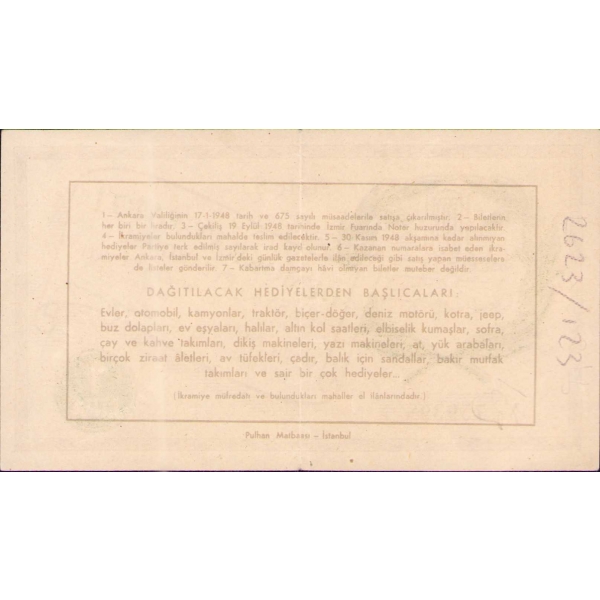 1 — Ankara Valiliğinin 17-1-1948 tarih ve 675 sayılı müsaadelerile satışa çıkarılmıştır. 2 — Biletlerin
her biri bir liradır. 3 — Çekiliş 19 Eylûl 1948 tarihinde İzmir Fuarında Noter huzurunda yapılacaktır.
4 — İkramiyeler bulundukları mahalde teslim edilecektir. 5 — 30 Kasım 1948 akşamına kadar alınmıyan
hediyeler Partiye terk edilmiş sayılarak irad kayıt olunur. 6 — Kazanan numaralara isabet eden ikra-
miyeler Ankara, İstanbul ve İzmir'deki günlük gazetelerle ilân edileceği gibi satış yapan müesseselere
de listeler gönderilir. 7 — Kabartma damgayı hâvi olmıyan biletler muteber değildir.
DAĞITILACAK HEDİYELERDEN BAŞLICALARI:
Evler, otomobil, kamyonlar, traktör, biçer-döğer, deniz motörü, kotra, jeep,
buz dolapları, ev eşyaları, halılar, altın kol saatleri, elbiselik kumaşlar, sofra,
çay ve kahve takımları, dikiş makineleri, yazı makineleri, at, yük arabaları,
birçok ziraat âletleri, av tüfekleri, çadır, balık için sandallar, bakır mutfak
takımları ve sair bir çok hediyeler...
(İkramiye müfredatı ve bulundukları mahaller el ilânlarındadır.)
Pulhan Matbaası - İstanbul
2623/123